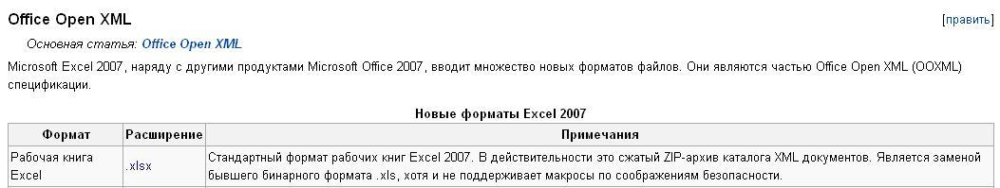 Office Open XML [править]
Основная статья: Office Open XML
Microsoft Excel 2007, наряду с другими продуктами Microsoft Office 2007, вводит множество новых форматов файлов. Они являются частью Office Open XML (OOXML)
спецификации.
Новые форматы Excel 2007
Формат Расширение Примечания
Рабочая книга
Excel
.xlsx
Стандартный формат рабочих книг Excel 2007. В действительности это сжатый ZIP-архив каталога XML документов. Является заменой
бывшего бинарного формата .xls, хотя и не поддерживает макросы по соображениям безопасности.